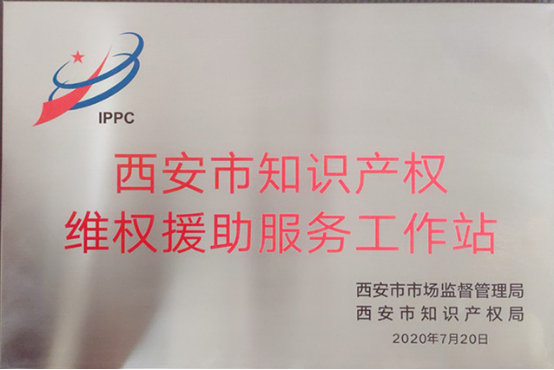 IPPC
西安市知识产权
维权援助服务工作站
西安市市场监督管理局
西安市知识产权局
2020年7月20日